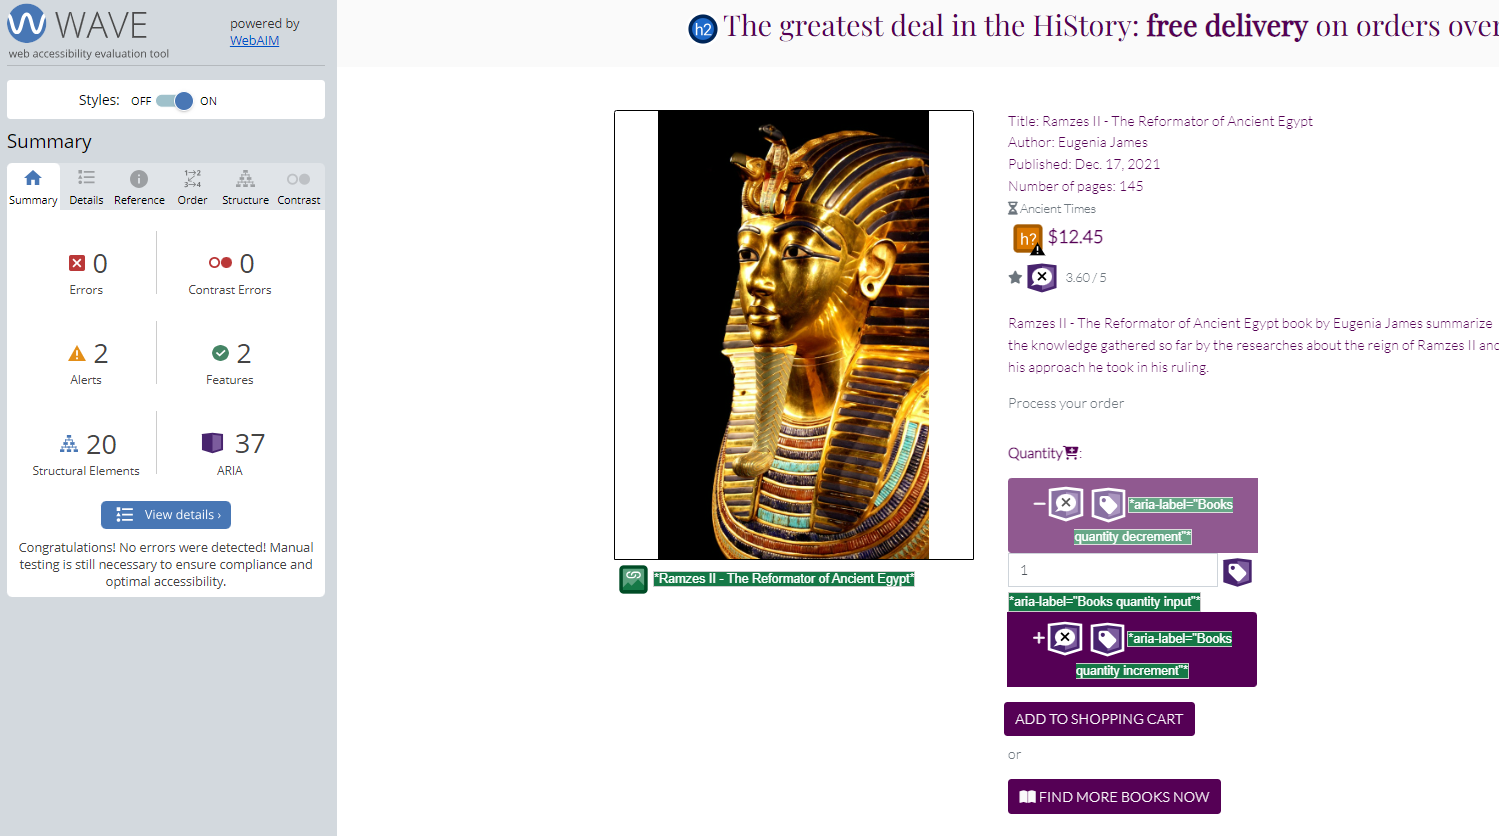 WAVE
web accessibility evaluation tool
powered by
WebAIM
Styles: OFF ON
Summary
Summary Details Reference Order Structure Contrast
0
Errors
0
Contrast Errors
2
Alerts
2
Features
20
Structural Elements
37
ARIA
View details ›
Congratulations! No errors were detected! Manual
testing is still necessary to ensure compliance and
optimal accessibility.
h2 The greatest deal in the HiStory: free delivery on orders over
*Ramzes II - The Reformator of Ancient Egypt*
Title: Ramzes II - The Reformator of Ancient Egypt
Author: Eugenia James
Published: Dec. 17, 2021
Number of pages: 145
Ancient Times
h? $12.45
3.60 / 5
Ramzes II - The Reformator of Ancient Egypt book by Eugenia James summarize
the knowledge gathered so far by the researches about the reign of Ramzes II and
his approach he took in his ruling.
Process your order
Quantity:
− *aria-label="Books
quantity decrement"*
1
*aria-label="Books quantity input"*
+ *aria-label="Books
quantity increment"*
ADD TO SHOPPING CART
or
FIND MORE BOOKS NOW